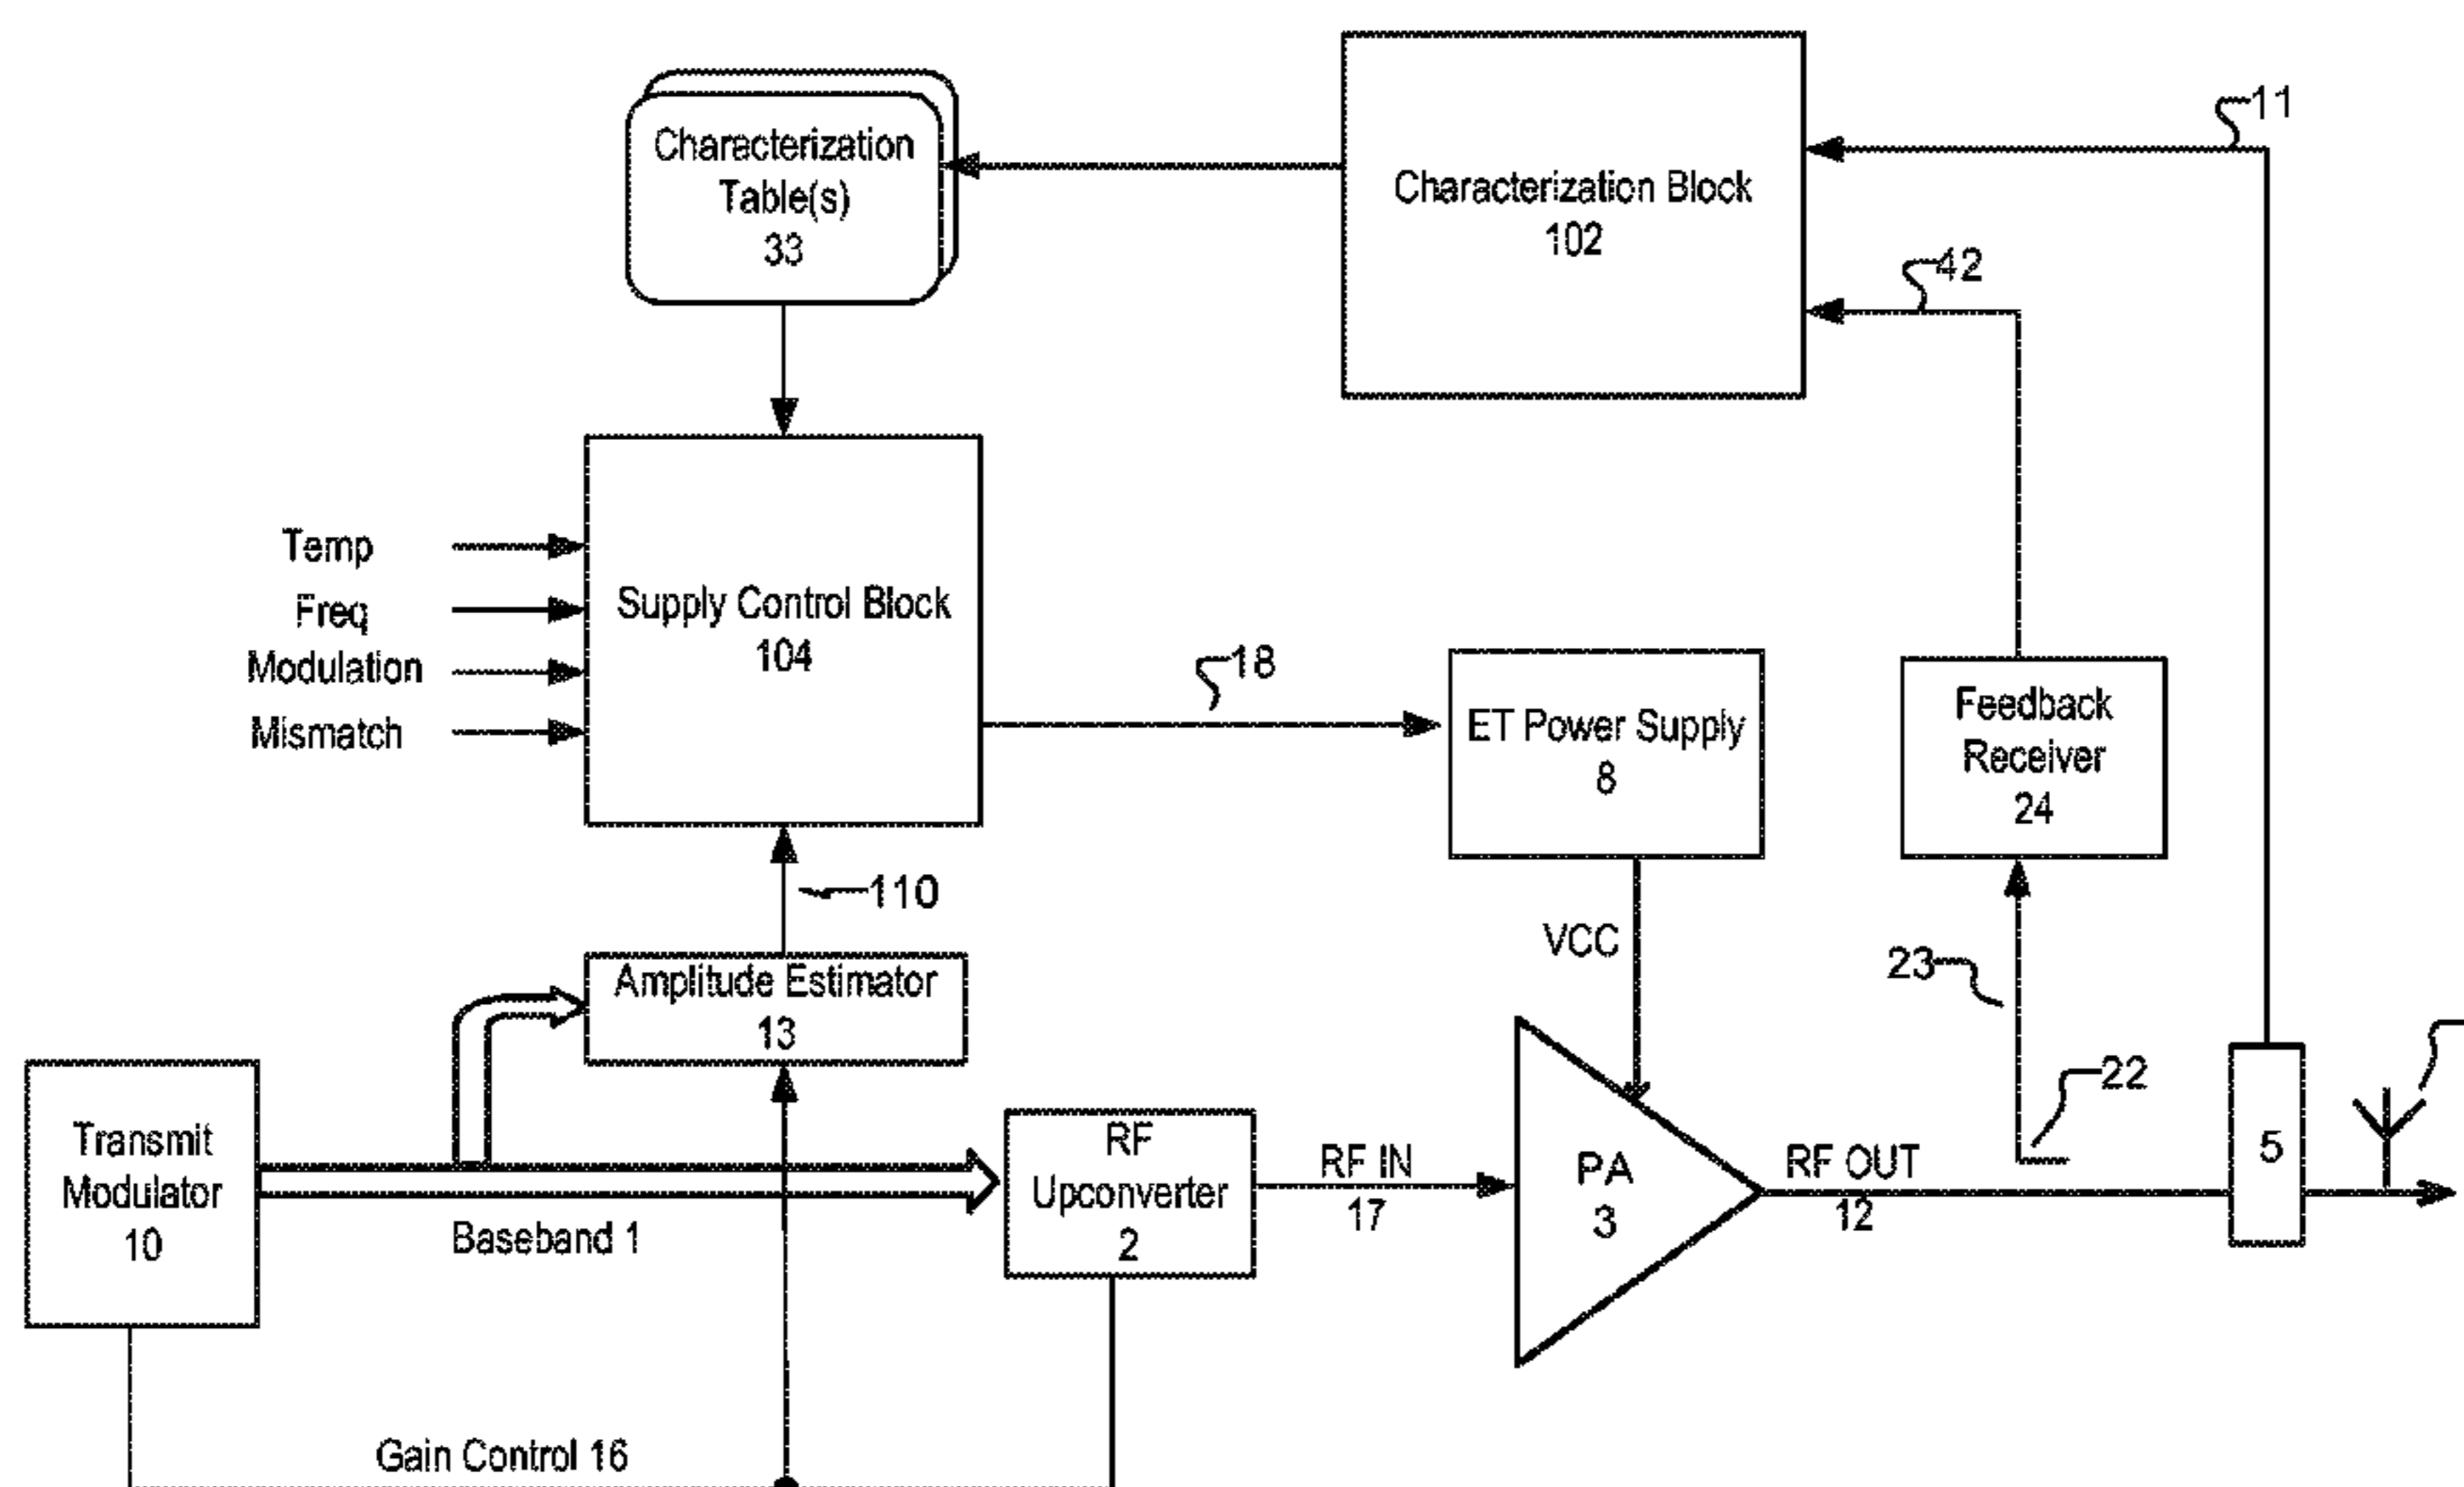 Characterization
Table(s)
33
Characterization Block
102
11
42
Temp
Freq
Modulation
Mismatch
Supply Control Block
104
18
ET Power Supply
8
Feedback
Receiver
24
110
VCC
23
22
Amplitude Estimator
13
Transmit
Modulator
10
Baseband 1
RF
Upconverter
2
RF IN
17
PA
3
RF OUT
12
5
Gain Control 16